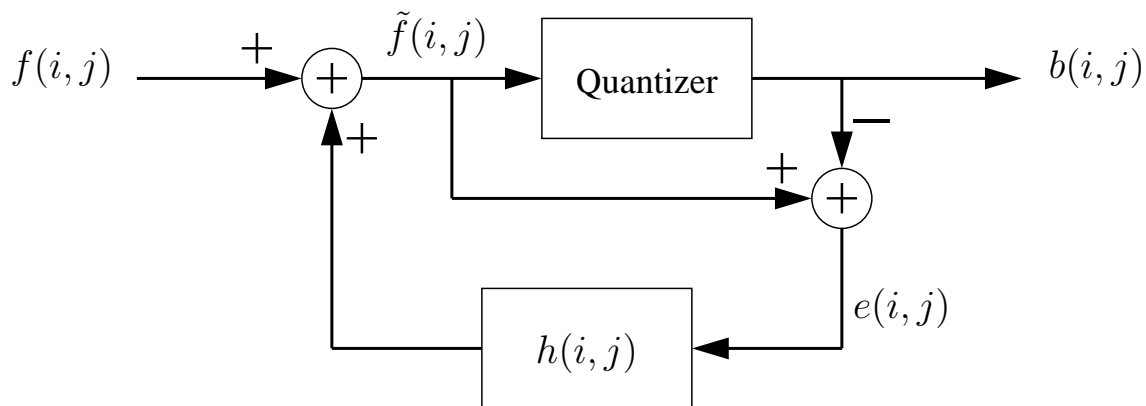 f(i, j)
+
+
+
f̃(i, j)
Quantizer
b(i, j)
−
+
+
e(i, j)
h(i, j)